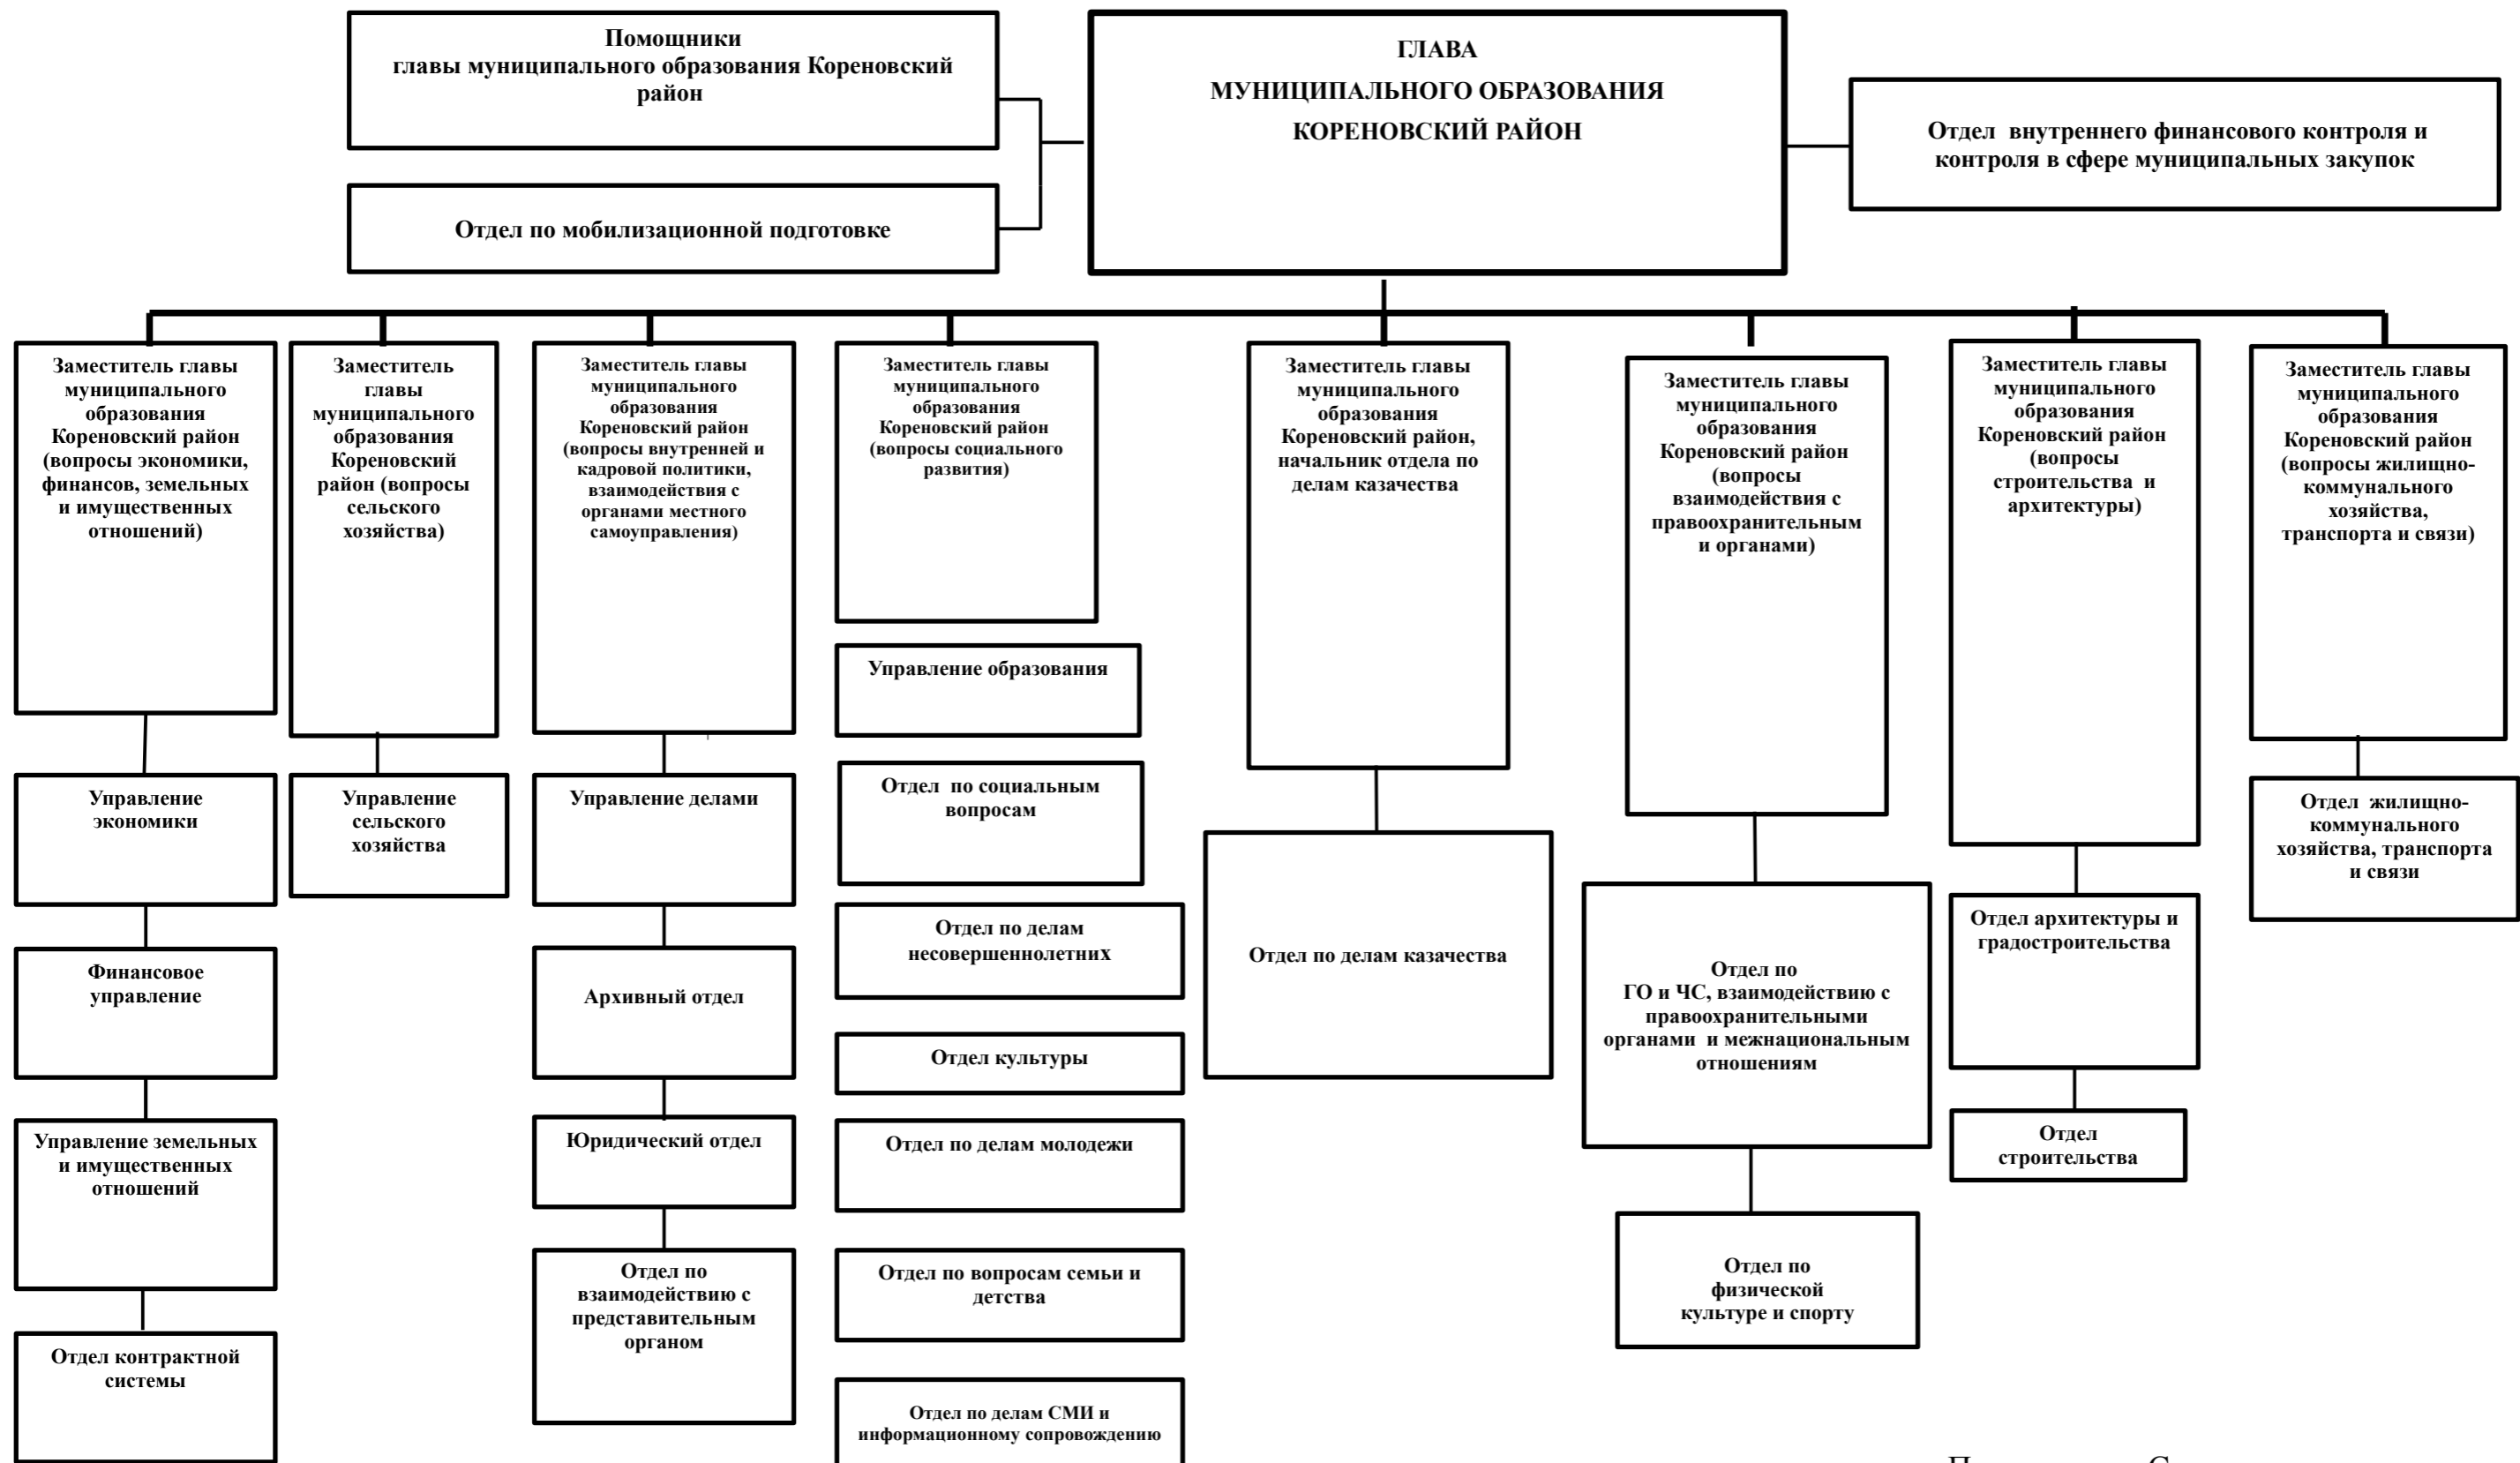 Помощники
главы муниципального образования Кореновский
район
ГЛАВА
МУНИЦИПАЛЬНОГО ОБРАЗОВАНИЯ
КОРЕНОВСКИЙ РАЙОН
Отдел внутреннего финансового контроля и
контроля в сфере муниципальных закупок
Отдел по мобилизационной подготовке
Заместитель главы
муниципального
образования
Кореновский район
(вопросы экономики,
финансов, земельных
и имущественных
отношений)
Заместитель
главы
муниципального
образования
Кореновский
район (вопросы
сельского
хозяйства)
Заместитель главы
муниципального
образования
Кореновский район
(вопросы внутренней и
кадровой политики,
взаимодействия с
органами местного
самоуправления)
Заместитель главы
муниципального
образования
Кореновский район
(вопросы социального
развития)
Заместитель главы
муниципального
образования
Кореновский район,
начальник отдела по
делам казачества
Заместитель главы
муниципального
образования
Кореновский район
(вопросы
взаимодействия с
правоохранительным
и органами)
Заместитель главы
муниципального
образования
Кореновский район
(вопросы
строительства и
архитектуры)
Заместитель главы
муниципального
образования
Кореновский район
(вопросы жилищно-
коммунального
хозяйства,
транспорта и связи)
Управление
экономики
Финансовое
управление
Управление земельных
и имущественных
отношений
Отдел контрактной
системы
Управление
сельского
хозяйства
Управление делами
Архивный отдел
Юридический отдел
Отдел по
взаимодействию с
представительным
органом
Управление образования
Отдел по социальным
вопросам
Отдел по делам
несовершеннолетних
Отдел культуры
Отдел по делам молодежи
Отдел по вопросам семьи и
детства
Отдел по делам СМИ и
информационному сопровождению
Отдел по делам казачества
Отдел по
ГО и ЧС, взаимодействию с
правоохранительными
органами и межнациональным
отношениям
Отдел по
физической
культуре и спорту
Отдел архитектуры и
градостроительства
Отдел
строительства
Отдел жилищно-
коммунального
хозяйства, транспорта
и связи